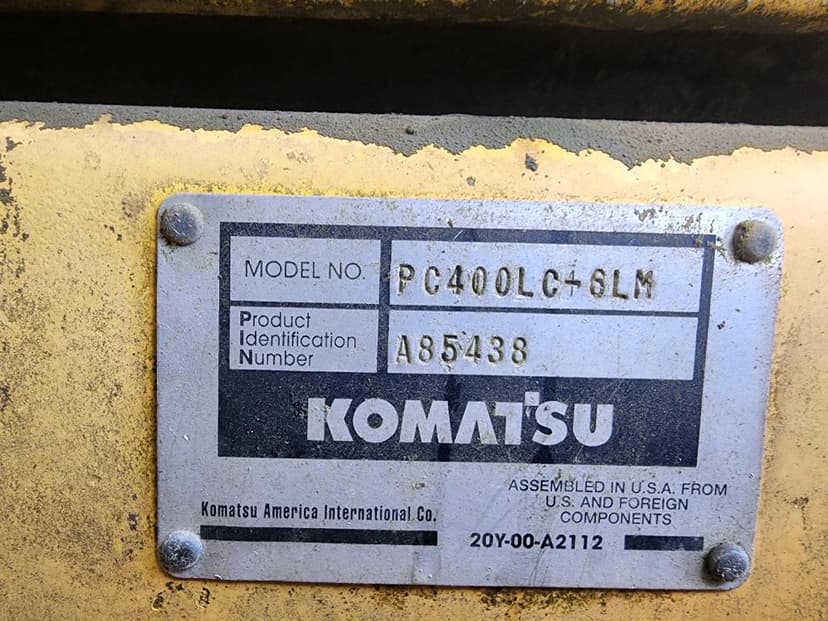 MODEL NO. PC400LC-6LM
Product
Identification
Number A85438
KOMATSU
ASSEMBLED IN U.S.A. FROM
U.S. AND FOREIGN
COMPONENTS
Komatsu America International Co.
20Y-00-A2112